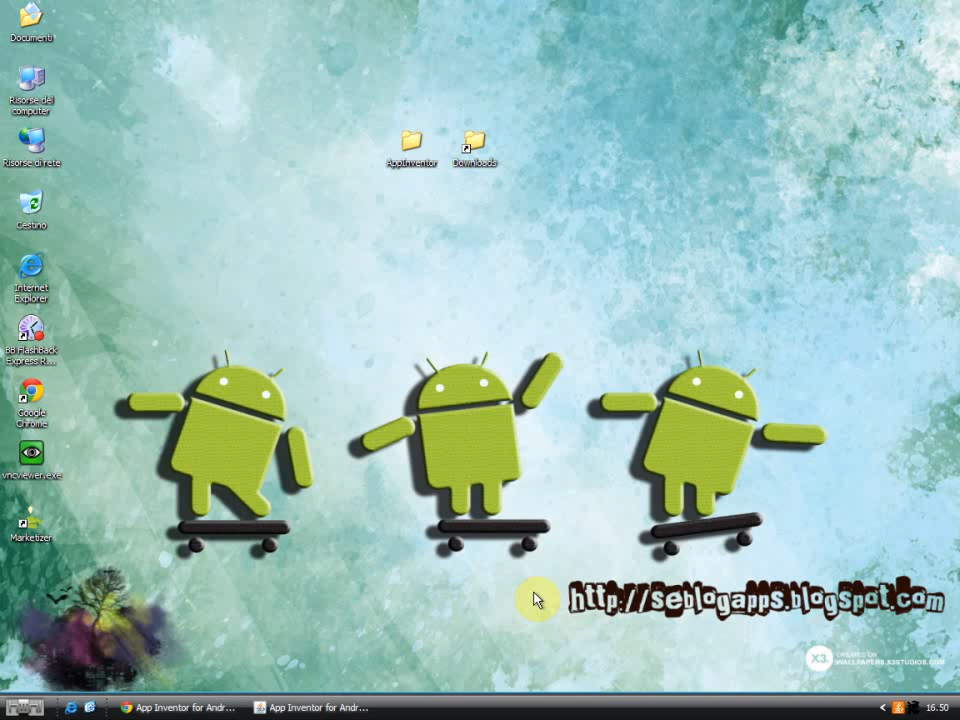 Documenti
Risorse del
computer
Risorse di rete
Cestino
Internet
Explorer
BB FlashBack
Express R...
Google
Chrome
vncviewer.exe
Marketizer
AppInventor
Downloads
http://seblogapps.blogspot.com
X3
CREATED ON
WALLPAPERS.X3STUDIOS.COM
App Inventor for Andr...
App Inventor for Andr...
16.50